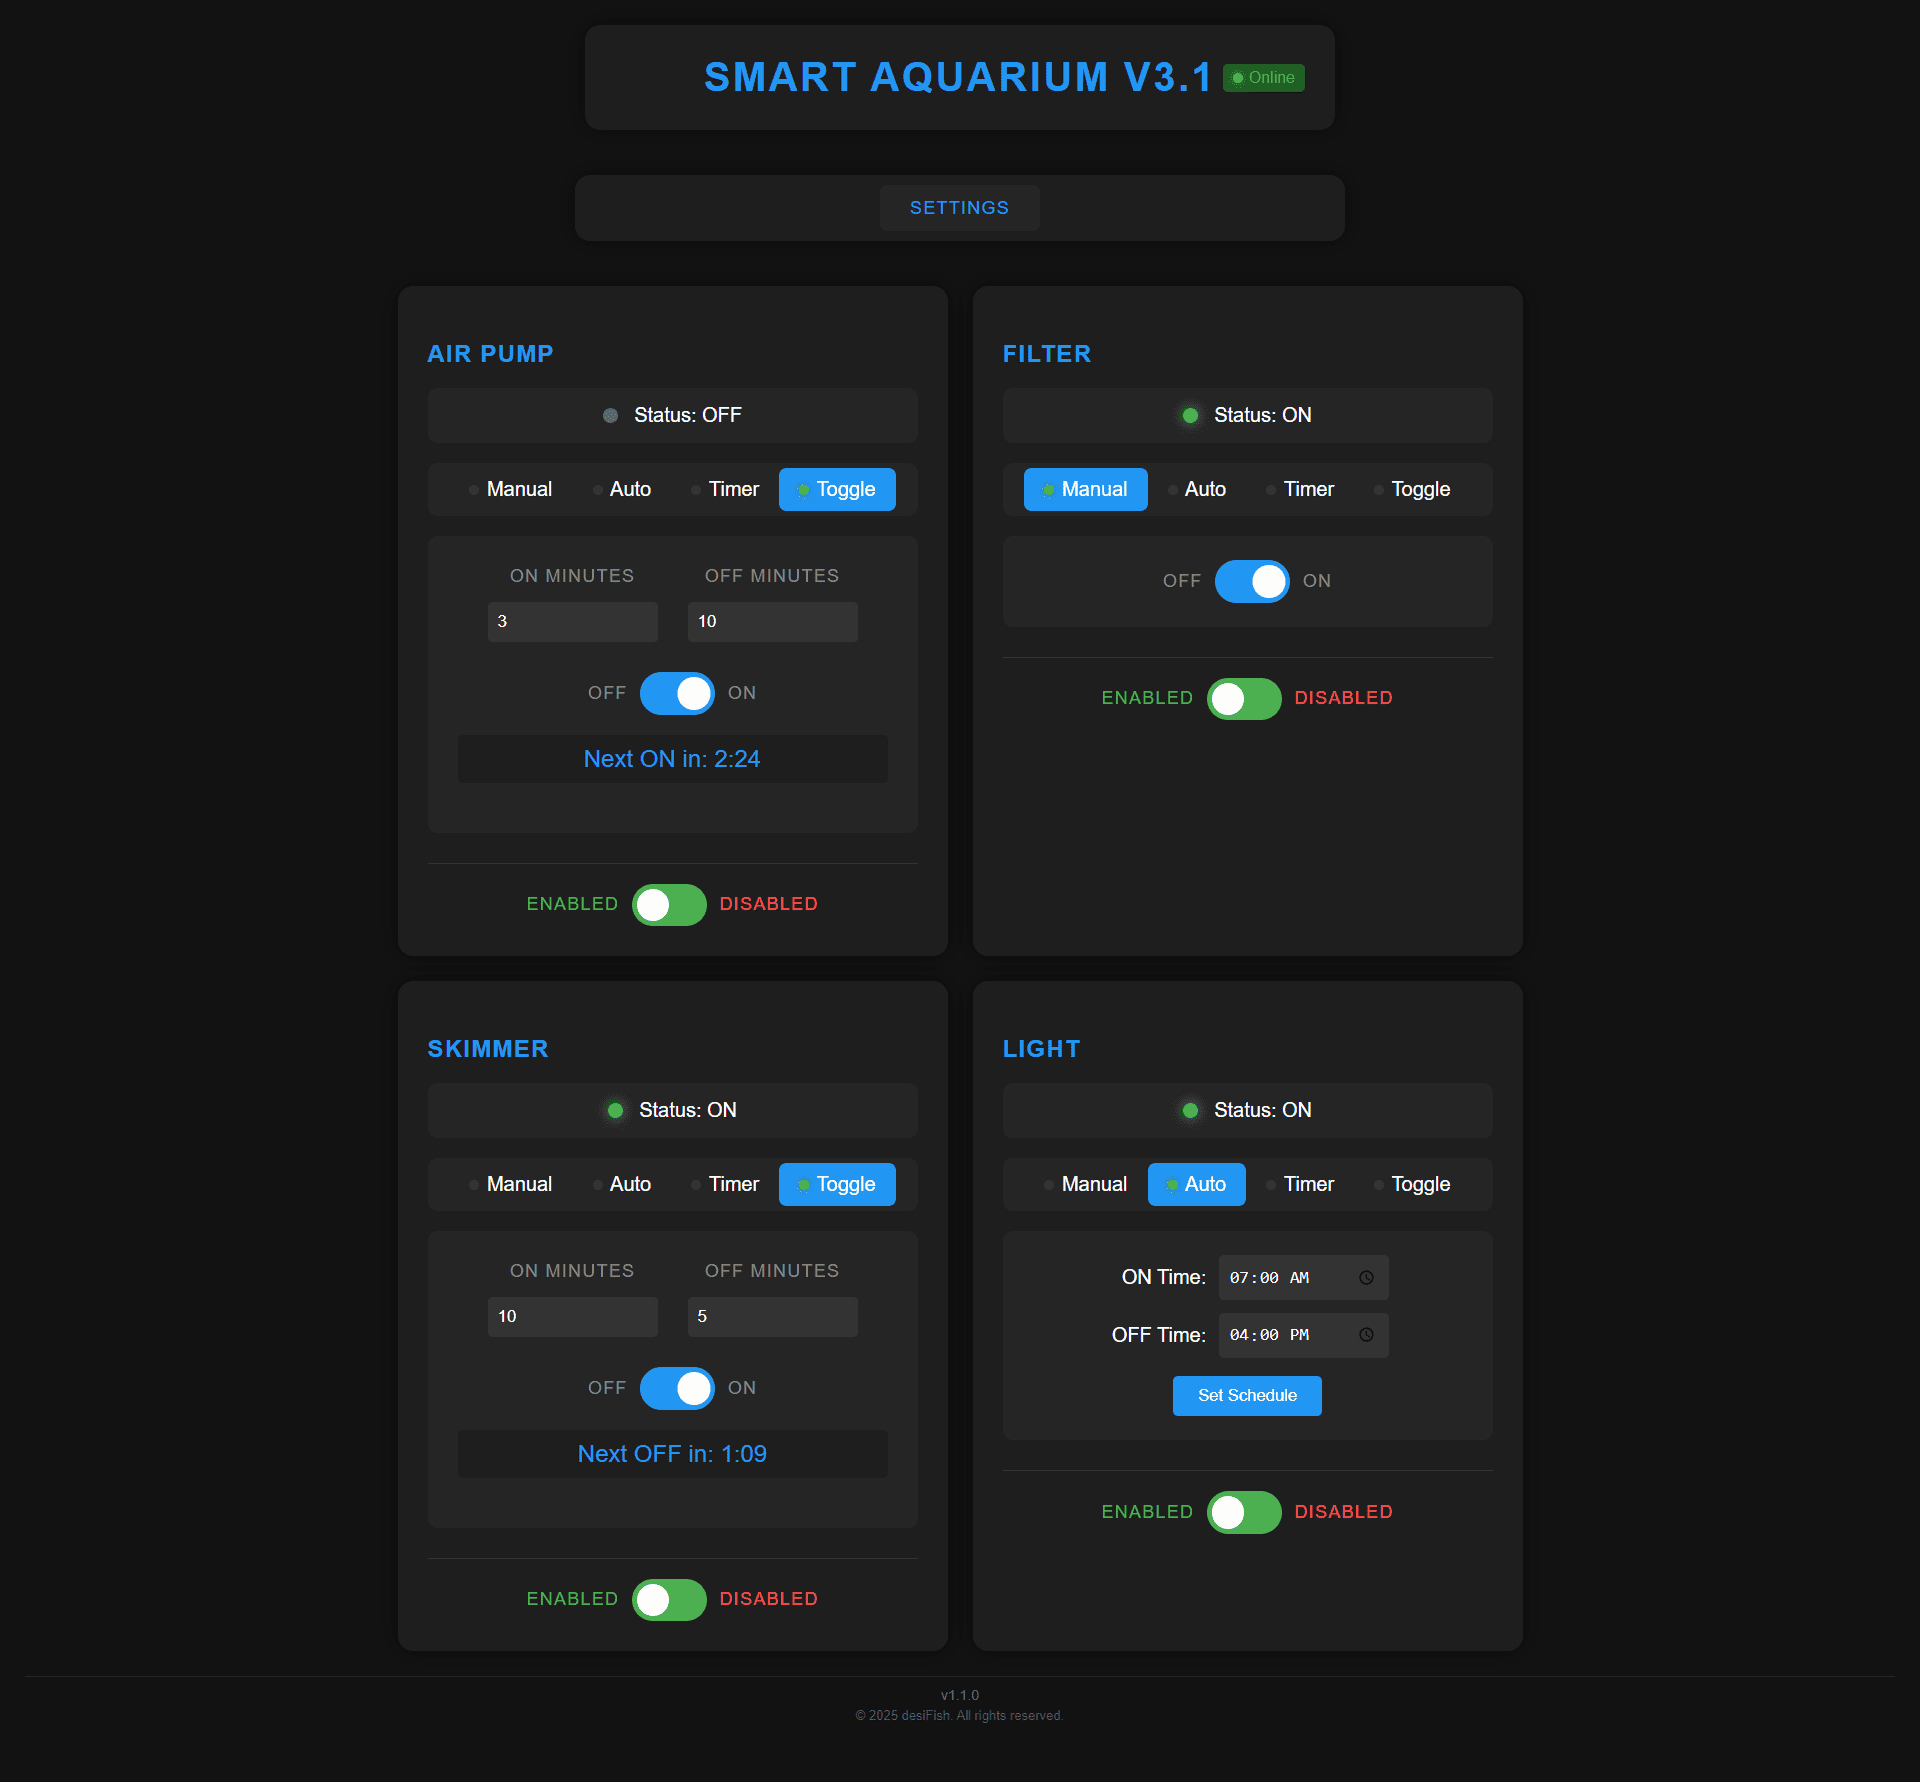 SMART AQUARIUM V3.1 Online
SETTINGS
AIR PUMP
Status: OFF
Manual Auto Timer Toggle
ON MINUTES OFF MINUTES
3 10
OFF ON
Next ON in: 2:24
ENABLED DISABLED
FILTER
Status: ON
Manual Auto Timer Toggle
OFF ON
ENABLED DISABLED
SKIMMER
Status: ON
Manual Auto Timer Toggle
ON MINUTES OFF MINUTES
10 5
OFF ON
Next OFF in: 1:09
ENABLED DISABLED
LIGHT
Status: ON
Manual Auto Timer Toggle
ON Time: 07:00 AM
OFF Time: 04:00 PM
Set Schedule
ENABLED DISABLED
v1.1.0
© 2025 desiFish. All rights reserved.